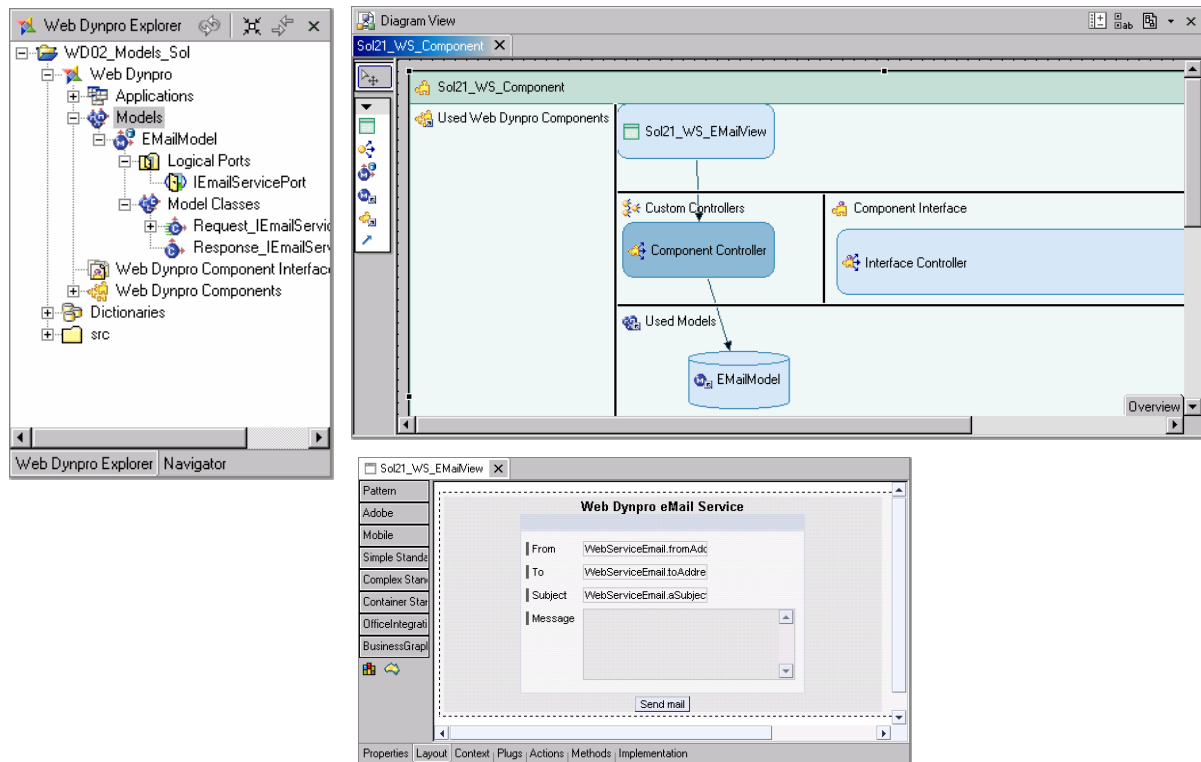 Web Dynpro Explorer
WD02_Models_Sol
Web Dynpro
Applications
Models
EMailModel
Logical Ports
IEmailServicePort
Model Classes
Request_IEmailServic
Response_IEmailServ
Web Dynpro Component Interface
Web Dynpro Components
Dictionaries
src
Web Dynpro Explorer Navigator
Diagram View
Sol21_WS_Component
Sol21_WS_Component
Used Web Dynpro Components
Sol21_WS_EMailView
Custom Controllers
Component Interface
Component Controller
Interface Controller
Used Models
EMailModel
Overview
Sol21_WS_EMailView
Pattern
Adobe
Mobile
Simple Standa
Complex Stan
Container Star
OfficeIntegrati
BusinessGrapl
Web Dynpro eMail Service
From WebServiceEmail.fromAdd
To WebServiceEmail.toAddre
Subject WebServiceEmail.aSubject
Message
Send mail
Properties Layout Context Plugs Actions Methods Implementation